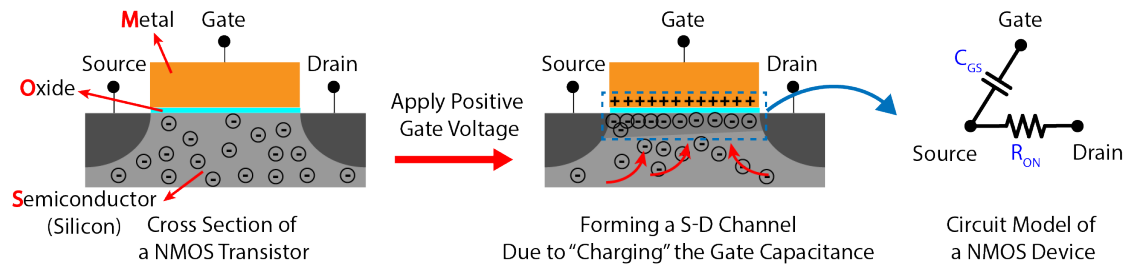 Metal
Gate
Source
Drain
Oxide
Semiconductor
(Silicon)
Cross Section of
a NMOS Transistor
Apply Positive
Gate Voltage
Gate
Source
Drain
+++++++++++++
Forming a S-D Channel
Due to “Charging” the Gate Capacitance
Gate
CGS
Source
RON
Drain
Circuit Model of
a NMOS Device